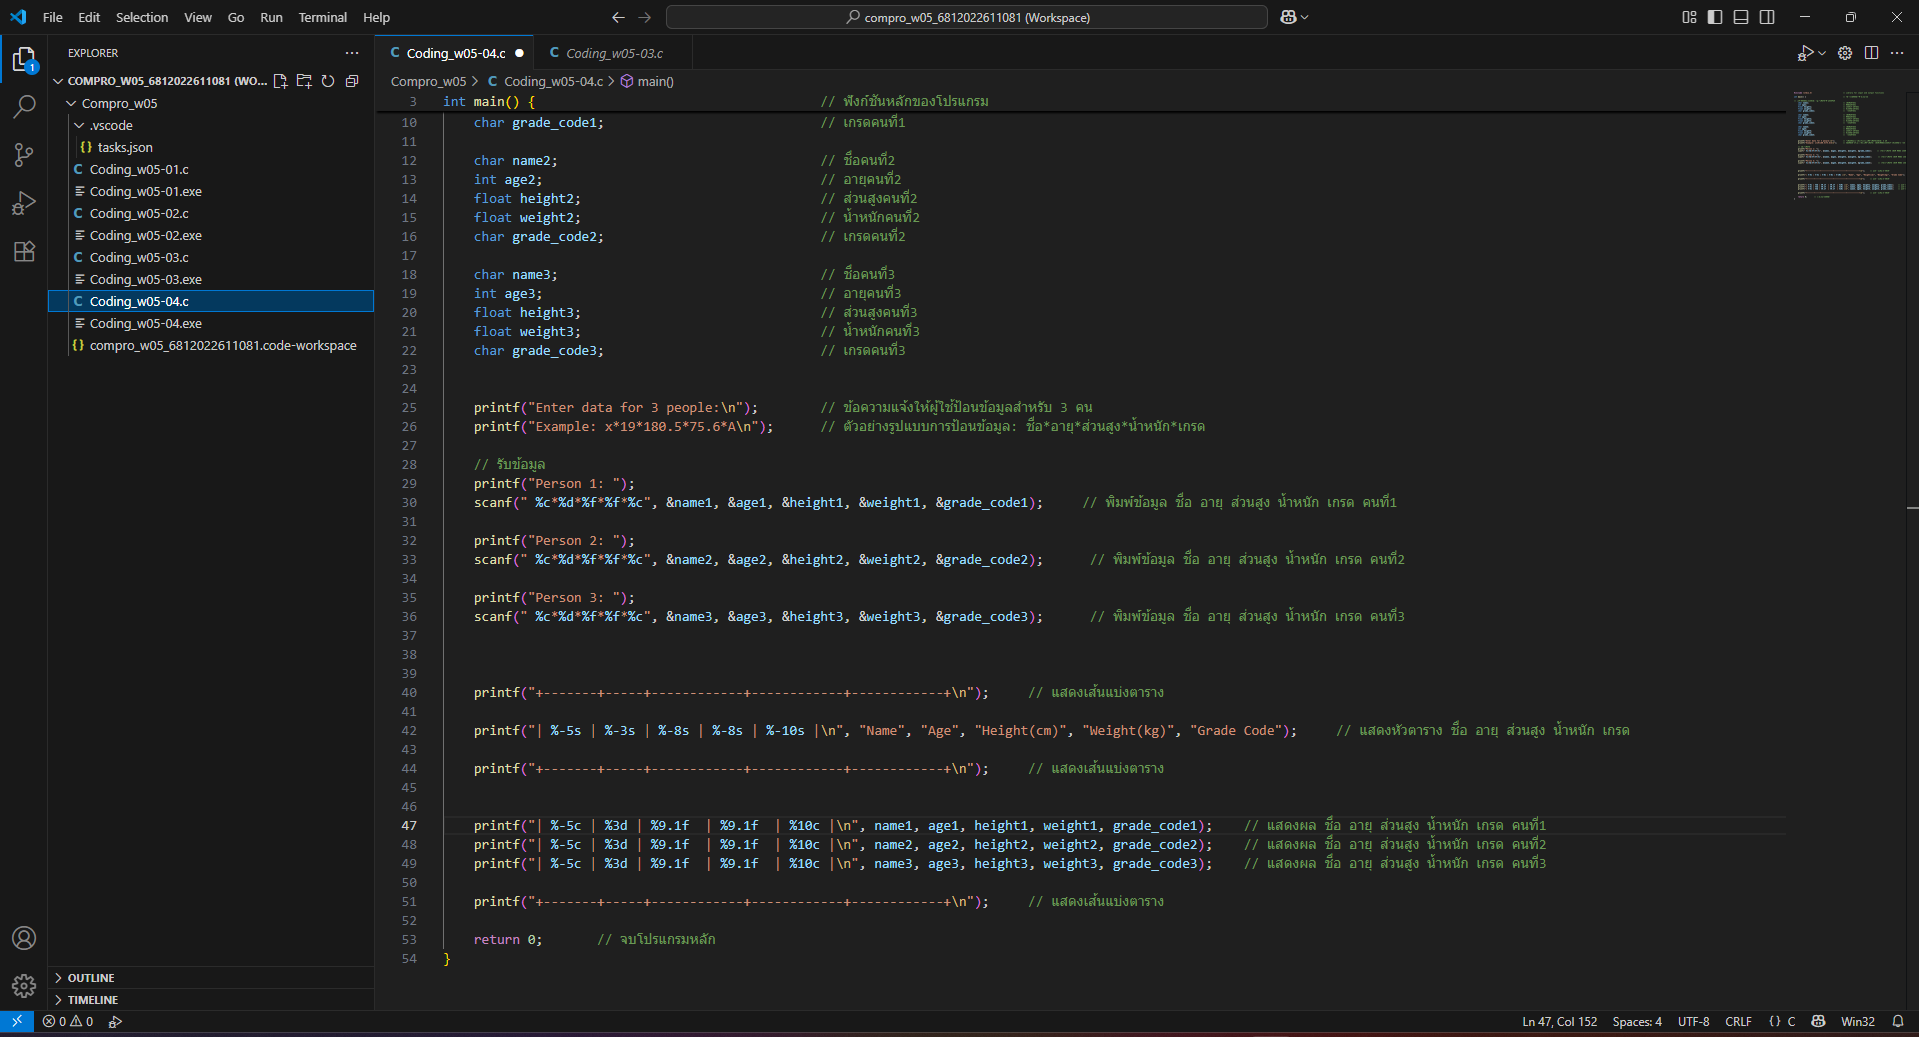 File Edit Selection View Go Run Terminal Help
compro_w05_6812022611081 (Workspace)
EXPLORER
COMPRO_W05_6812022611081 (WO...
Compro_w05
.vscode
{} tasks.json
C Coding_w05-01.c
Coding_w05-01.exe
C Coding_w05-02.c
Coding_w05-02.exe
C Coding_w05-03.c
Coding_w05-03.exe
C Coding_w05-04.c
Coding_w05-04.exe
{} compro_w05_6812022611081.code-workspace
OUTLINE
TIMELINE
1
C Coding_w05-04.c C Coding_w05-03.c
Compro_w05 > C Coding_w05-04.c > main()
3 int main() { // ฟังก์ชันหลักของโปรแกรม
10 char grade_code1; // เกรดคนที่1
11
12 char name2; // ชื่อคนที่2
13 int age2; // อายุคนที่2
14 float height2; // ส่วนสูงคนที่2
15 float weight2; // น้ำหนักคนที่2
16 char grade_code2; // เกรดคนที่2
17
18 char name3; // ชื่อคนที่3
19 int age3; // อายุคนที่3
20 float height3; // ส่วนสูงคนที่3
21 float weight3; // น้ำหนักคนที่3
22 char grade_code3; // เกรดคนที่3
23
24
25 printf("Enter data for 3 people:\n"); // ข้อความแจ้งให้ผู้ใช้ป้อนข้อมูลสำหรับ 3 คน
26 printf("Example: x*19*180.5*75.6*A\n"); // ตัวอย่างรูปแบบการป้อนข้อมูล: ชื่อ*อายุ*ส่วนสูง*น้ำหนัก*เกรด
27
28 // รับข้อมูล
29 printf("Person 1: ");
30 scanf(" %c*%d*%f*%f*%c", &name1, &age1, &height1, &weight1, &grade_code1); // พิมพ์ข้อมูล ชื่อ อายุ ส่วนสูง น้ำหนัก เกรด คนที่1
31
32 printf("Person 2: ");
33 scanf(" %c*%d*%f*%f*%c", &name2, &age2, &height2, &weight2, &grade_code2); // พิมพ์ข้อมูล ชื่อ อายุ ส่วนสูง น้ำหนัก เกรด คนที่2
34
35 printf("Person 3: ");
36 scanf(" %c*%d*%f*%f*%c", &name3, &age3, &height3, &weight3, &grade_code3); // พิมพ์ข้อมูล ชื่อ อายุ ส่วนสูง น้ำหนัก เกรด คนที่3
37
38
39
40 printf("+-------+-----+------------+------------+------------+\n"); // แสดงเส้นแบ่งตาราง
41
42 printf("| %-5s | %-3s | %-8s | %-8s | %-10s |\n", "Name", "Age", "Height(cm)", "Weight(kg)", "Grade Code"); // แสดงหัวตาราง ชื่อ อายุ ส่วนสูง น้ำหนัก เกรด
43
44 printf("+-------+-----+------------+------------+------------+\n"); // แสดงเส้นแบ่งตาราง
45
46
47 printf("| %-5c | %3d | %9.1f  | %9.1f  | %10c |\n", name1, age1, height1, weight1, grade_code1); // แสดงผล ชื่อ อายุ ส่วนสูง น้ำหนัก เกรด คนที่1
48 printf("| %-5c | %3d | %9.1f  | %9.1f  | %10c |\n", name2, age2, height2, weight2, grade_code2); // แสดงผล ชื่อ อายุ ส่วนสูง น้ำหนัก เกรด คนที่2
49 printf("| %-5c | %3d | %9.1f  | %9.1f  | %10c |\n", name3, age3, height3, weight3, grade_code3); // แสดงผล ชื่อ อายุ ส่วนสูง น้ำหนัก เกรด คนที่3
50
51 printf("+-------+-----+------------+------------+------------+\n"); // แสดงเส้นแบ่งตาราง
52
53 return 0; // จบโปรแกรมหลัก
54 }
0 0
Ln 47, Col 152 Spaces: 4 UTF-8 CRLF {} C Win32